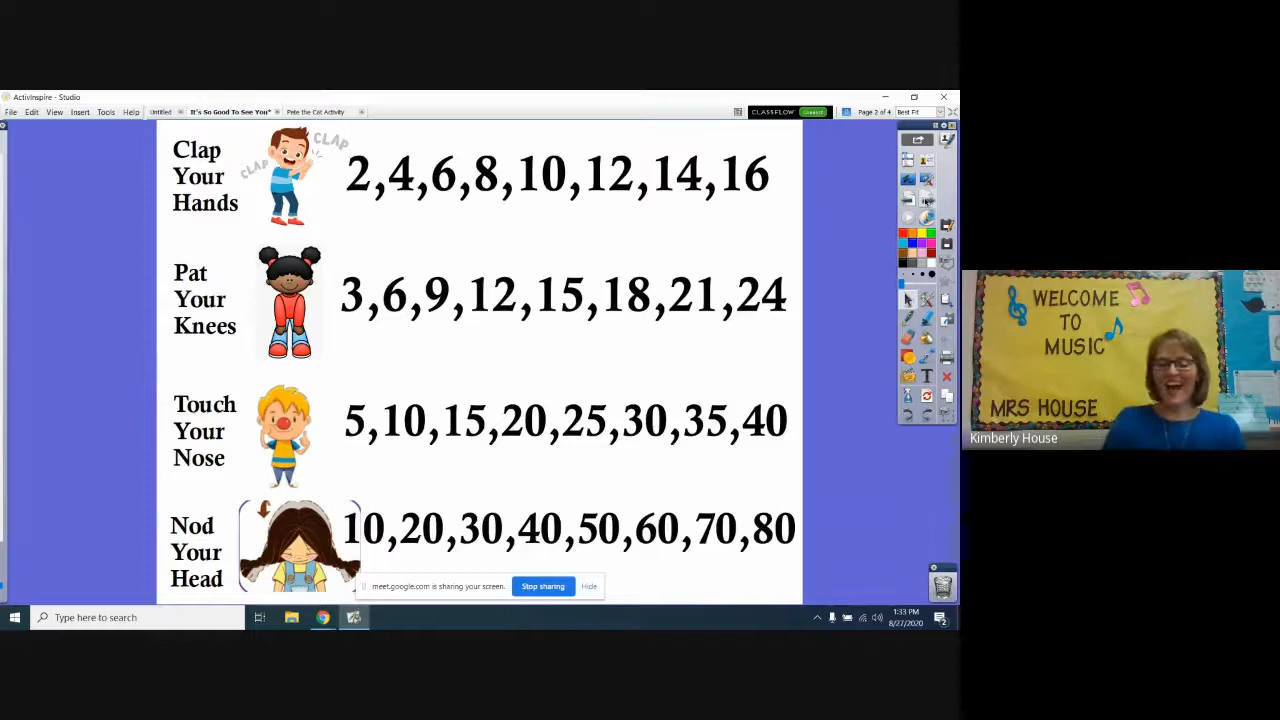 ActivInspire - Studio
File Edit View Insert Tools Help
Untitled
It's So Good To See You*
Pete the Cat Activity
CLASSFLOW Connect
Page 2 of 4
Best Fit
Clap
Your
Hands
CLAP
CLAP
2,4,6,8,10,12,14,16
Pat
Your
Knees
3,6,9,12,15,18,21,24
Touch
Your
Nose
5,10,15,20,25,30,35,40
Nod
Your
Head
10,20,30,40,50,60,70,80
meet.google.com is sharing your screen.
Stop sharing
Hide
Type here to search
1:33 PM
8/27/2020
2
WELCOME
TO
MUSIC
MRS HOUSE
Kimberly House